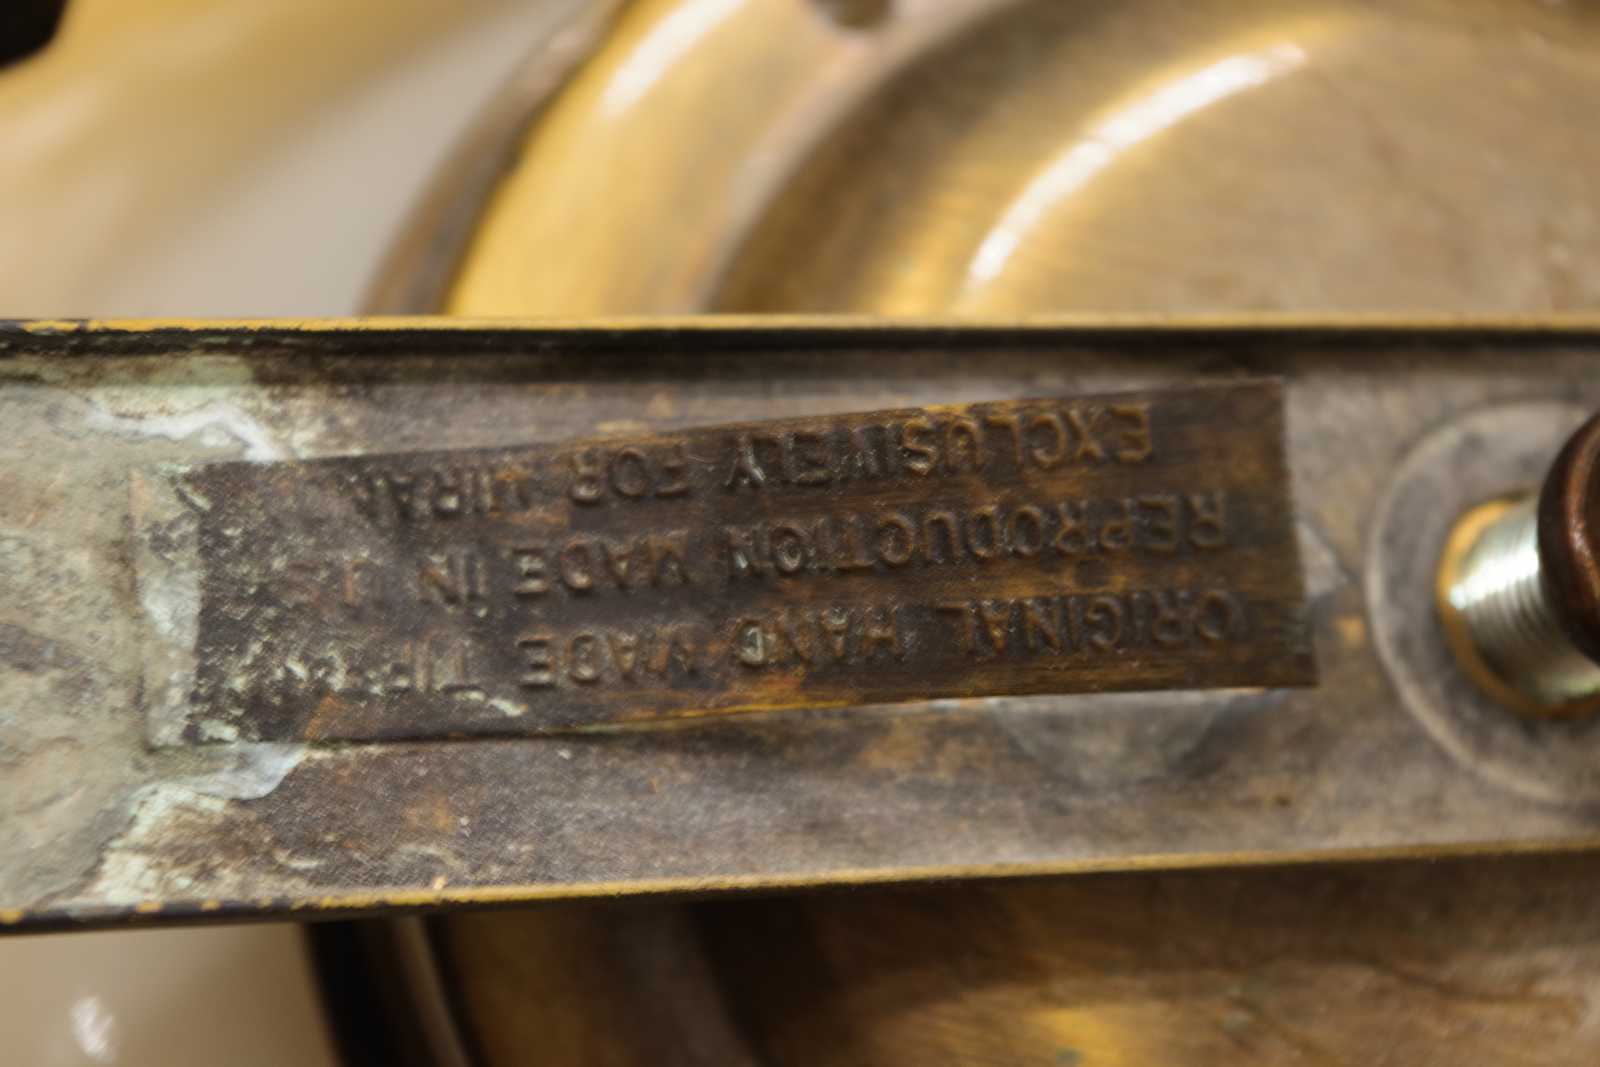 ORIGINAL HAND MADE
REPRODUCTION MADE IN U.S.
EXCLUSIVELY FOR